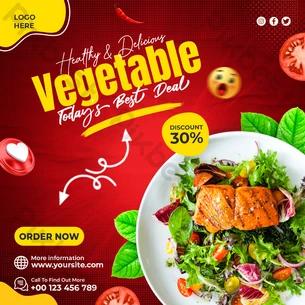 LOGO
HERE
Healthy & Delicious
Vegetable
Today's Best Deal
DISCOUNT
30%
ORDER NOW
More information
www.yoursite.com
Call To Find Out More
+00 123 456 789